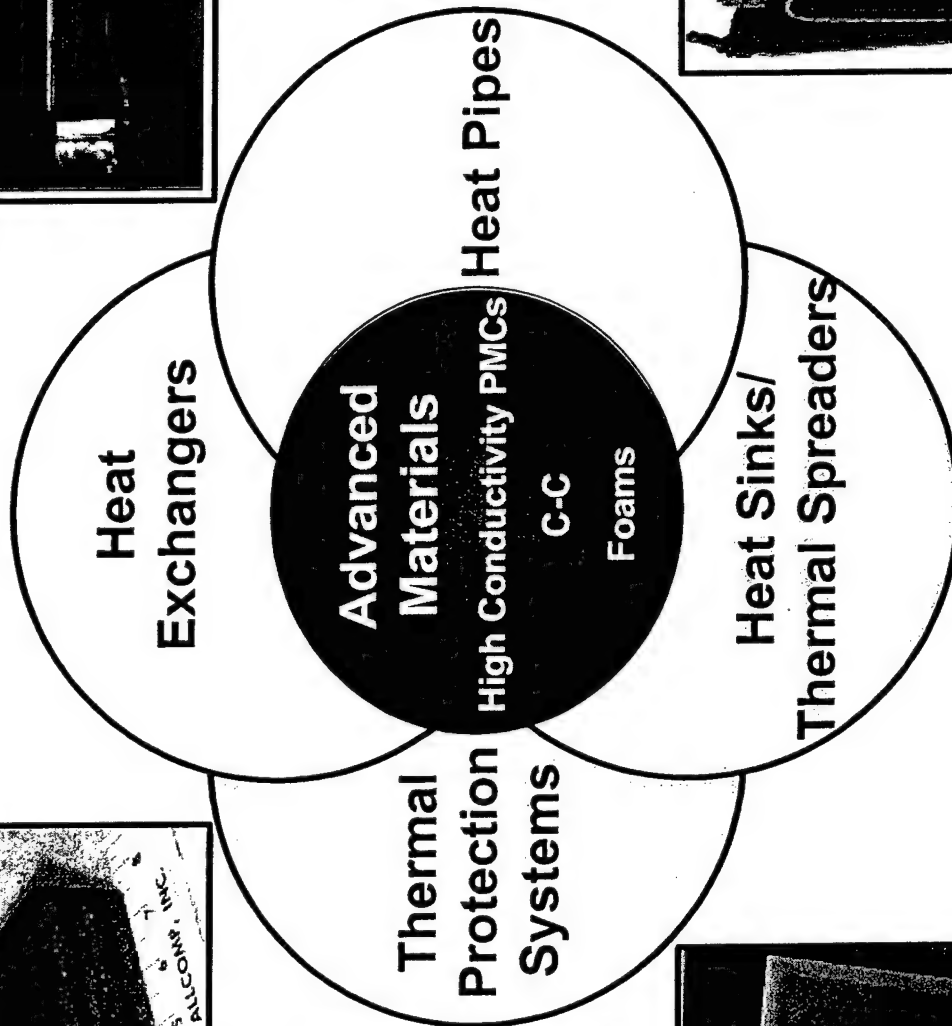 Heat
Exchangers
Thermal
Protection
Systems
Advanced
Materials
High Conductivity PMCs
C-C
Foams
Heat Pipes
Heat Sinks/
Thermal Spreaders
ALLCOMP, INC.